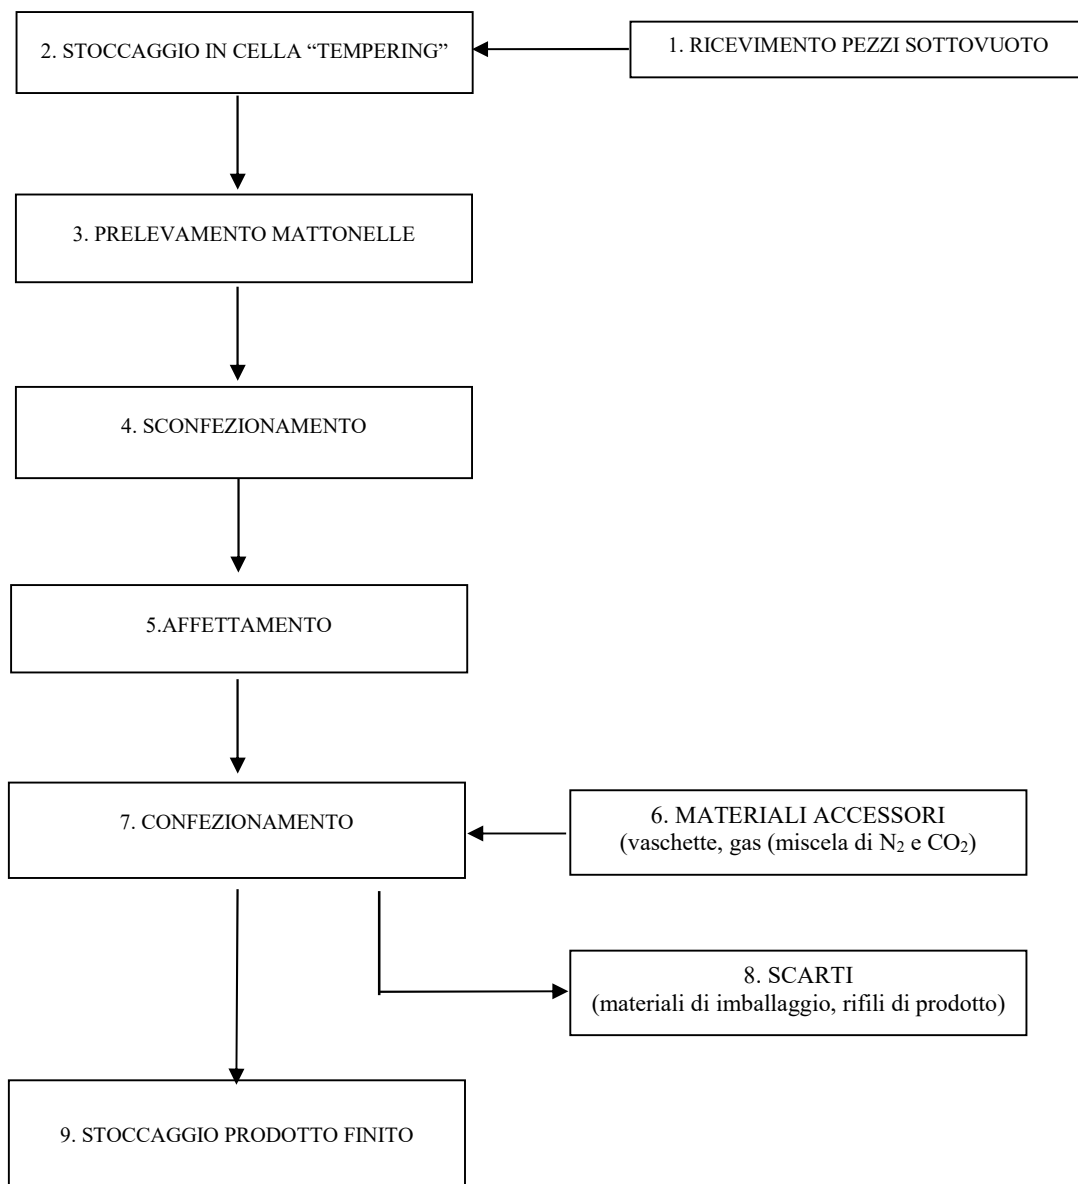 2. STOCCAGGIO IN CELLA “TEMPERING”
1. RICEVIMENTO PEZZI SOTTOVUOTO
3. PRELEVAMENTO MATTONELLE
4. SCONFEZIONAMENTO
5.AFFETTAMENTO
7. CONFEZIONAMENTO
6. MATERIALI ACCESSORI
(vaschette, gas (miscela di N₂ e CO₂)
8. SCARTI
(materiali di imballaggio, rifili di prodotto)
9. STOCCAGGIO PRODOTTO FINITO